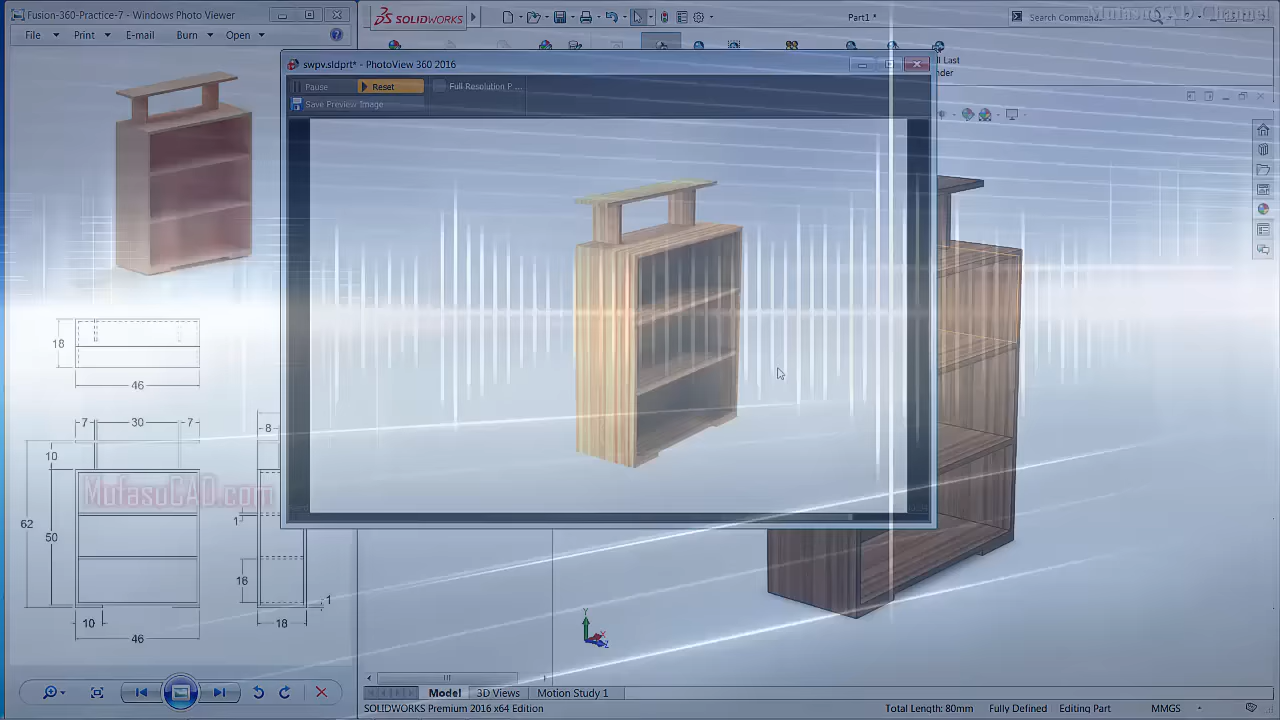 Fusion-360-Practice-7 - Windows Photo Viewer
File Print E-mail Burn Open
18
46
7 30 7
10
62
50
10
46
8
1
16
1
18
MufasuCAD.com
SOLIDWORKS
Part1 *
Search Command
MufasuCAD Channel
ll Last
nder
swpv.sldprt* - PhotoView 360 2016
Pause Reset Full Resolution P...
Save Preview Image
Y
X
Z
Model 3D Views Motion Study 1
SOLIDWORKS Premium 2016 x64 Edition Total Length: 80mm Fully Defined Editing Part MMGS